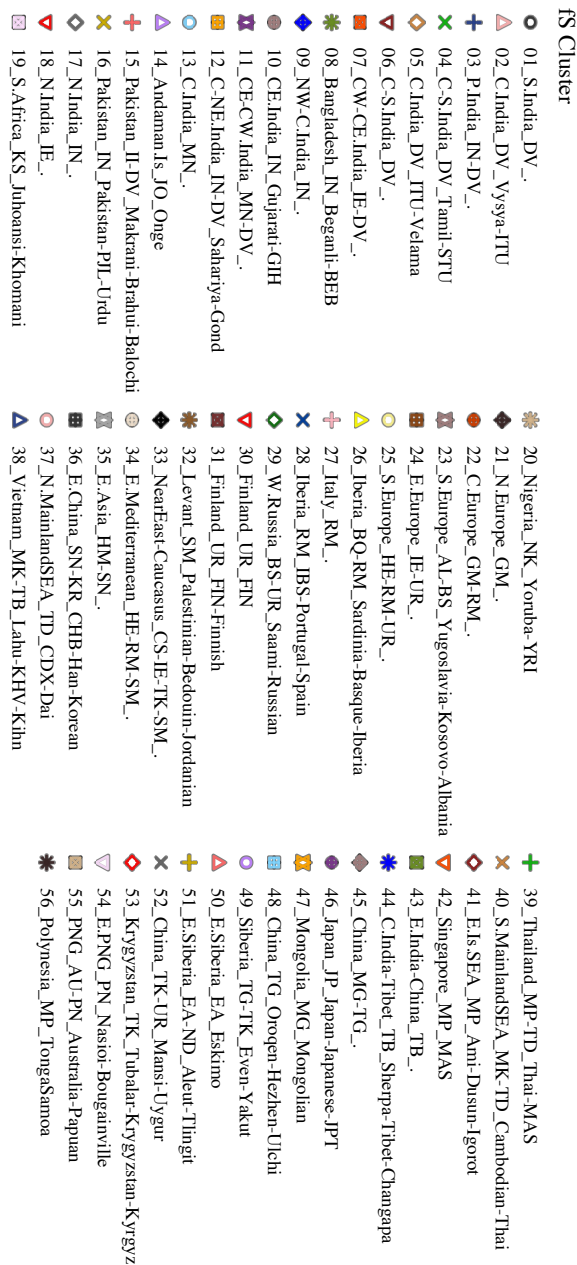 fS Cluster
01_S.India_DV_.
02_C.India_DV_Vysya-ITU
03_P.India_IN-DV_.
04_C-S.India_DV_Tamil-STU
05_C.India_DV_ITU-Velama
06_C-S.India_DV_.
07_CW-CE.India_IE-DV_.
08_Bangladesh_IN_Beganli-BEB
09_NW-C.India_IN_.
10_CE.India_IN_Gujarati-GIH
11_CE-CW.India_MN-DV_.
12_C-NE.India_IN-DV_Sahariya-Gond
13_C.India_MN_.
14_Andaman.Is_JO_Onge
15_Pakistan_II-DV_Makrani-Brahui-Balochi
16_Pakistan_IN_Pakistan-PJL-Urdu
17_N.India_IN_.
18_N.India_IE_.
19_S.Africa_KS_Juhoansi-Khomani
20_Nigeria_NK_Yoruba-YRI
21_N.Europe_GM_.
22_C.Europe_GM-RM_.
23_S.Europe_AL-BS_Yugoslavia-Kosovo-Albania
24_E.Europe_IE-UR_.
25_S.Europe_HE-RM-UR_.
26_Iberia_BQ-RM_Sardinia-Basque-Iberia
27_Italy_RM_.
28_Iberia_RM_IBS-Portugal-Spain
29_W.Russia_BS-UR_Saami-Russian
30_Finland_UR_FIN
31_Finland_UR_FIN-Finnish
32_Levant_SM_Palestinian-Bedouin-Jordanian
33_NearEast-Caucasus_CS-IE-TK-SM_.
34_E.Mediterranean_HE-RM-SM_.
35_E.Asia_HM-SN_.
36_E.China_SN-KR_CHB-Han-Korean
37_N.MainlandSEA_TD_CDX-Dai
38_Vietnam_MK-TB_Lahu-KHV-Kihn
39_Thailand_MP-TD_Thai-MAS
40_S.MainlandSEA_MK-TD_Cambodian-Thai
41_E.Is.SEA_MP_Ami-Dusun-Igorot
42_Singapore_MP_MAS
43_E.India-China_TB_.
44_C.India-Tibet_TB_Sherpa-Tibet-Changapa
45_China_MG-TG_.
46_Japan_JP_Japan-Japanese-JPT
47_Mongolia_MG_Mongolian
48_China_TG_Oroqen-Hezhen-Ulchi
49_Siberia_TG-TK_Even-Yakut
50_E.Siberia_EA_Eskimo
51_E.Siberia_EA-ND_Aleut-Tlingit
52_China_TK-UR_Mansi-Uygur
53_Krygyzstan_TK_Tubalar-Krygyzstan-Kyrgyz
54_E.PNG_PN_Nasioi-Bougainville
55_PNG_AU-PN_Australia-Papuan
56_Polynesia_MP_TongaSamoa